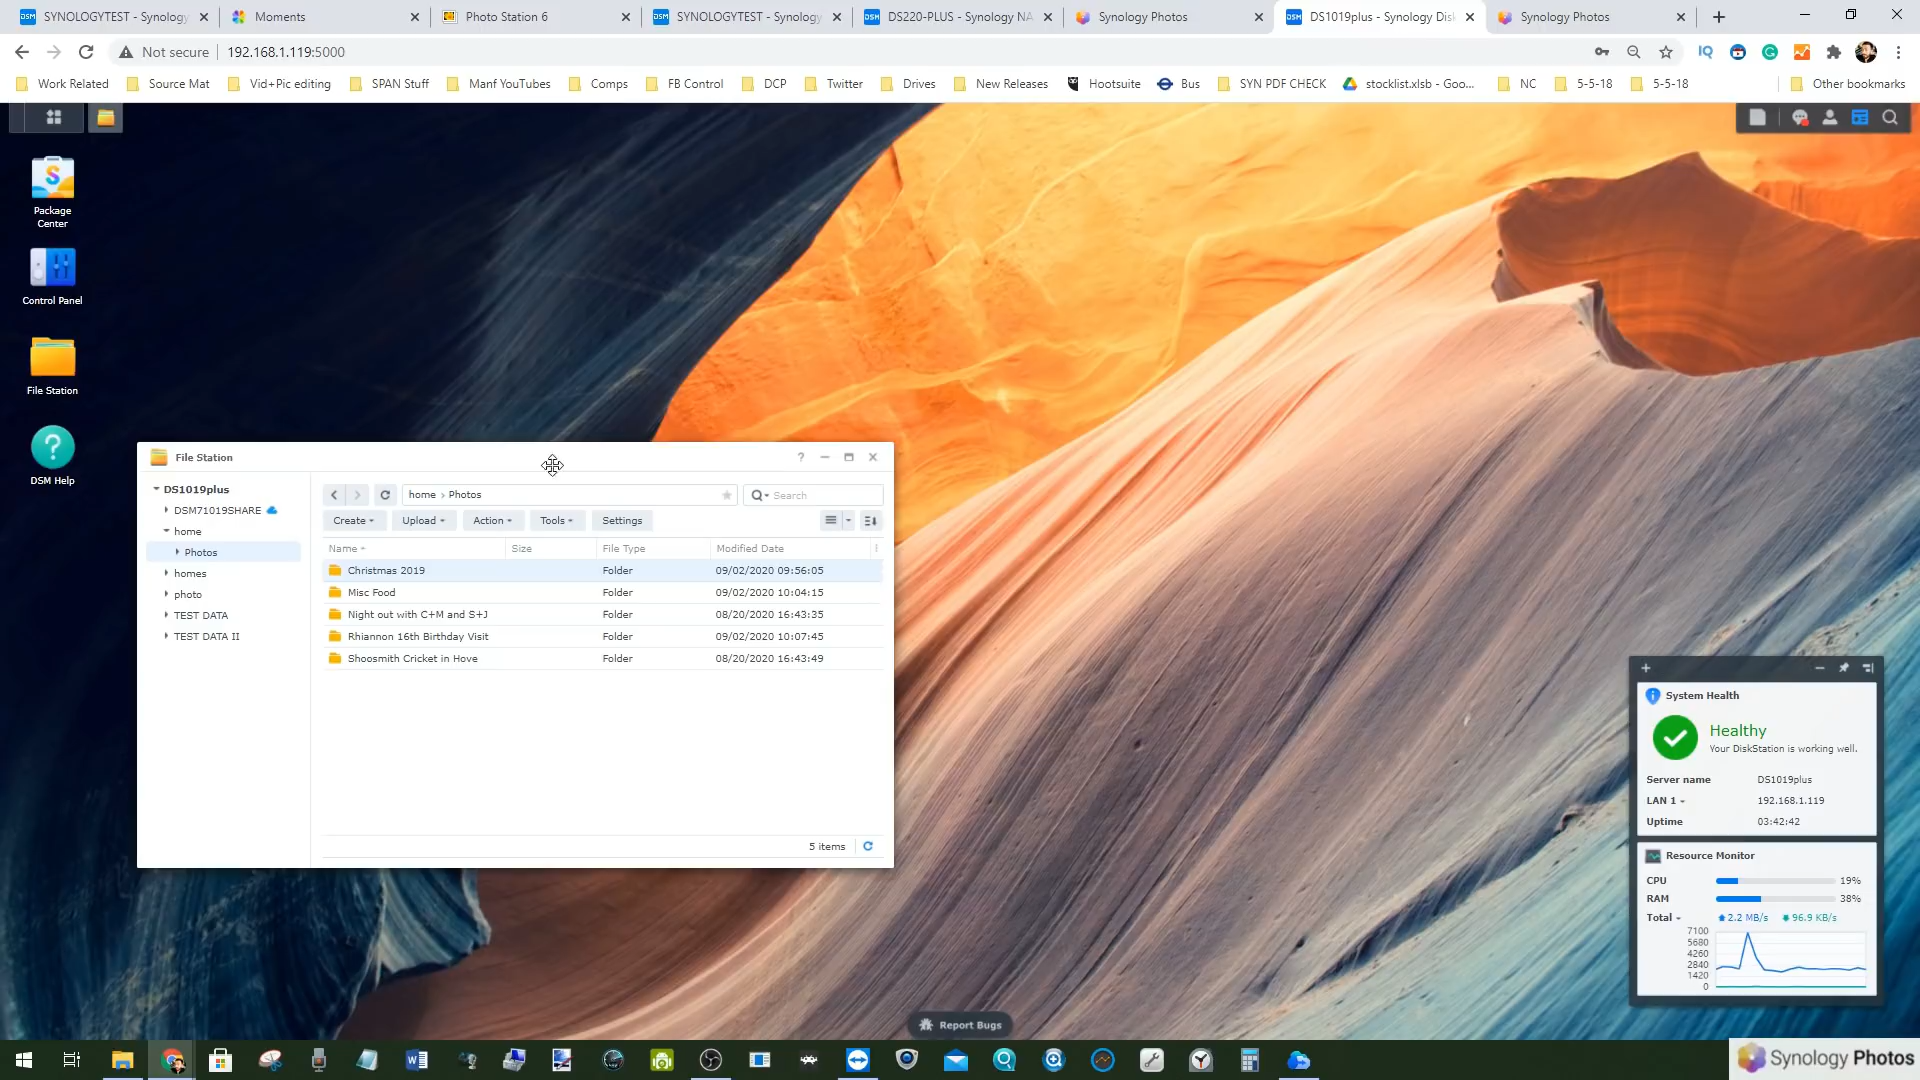 SYNOLOGYTEST - Synology
Moments
Photo Station 6
SYNOLOGYTEST - Synology
DS220-PLUS - Synology NA
Synology Photos
DS1019plus - Synology Dis
Synology Photos
Not secure 192.168.1.119:5000
Work Related Source Mat Vid+Pic editing SPAN Stuff Manf YouTubes Comps FB Control DCP Twitter Drives New Releases Hootsuite Bus SYN PDF CHECK stocklist.xlsb - Goo... NC 5-5-18 5-5-18 Other bookmarks
Package
Center
Control Panel
File Station
DSM Help
File Station
DS1019plus
DSM71019SHARE
home
Photos
homes
photo
TEST DATA
TEST DATA II
home › Photos
Search
Create Upload Action Tools Settings
Name Size File Type Modified Date
Christmas 2019 Folder 09/02/2020 09:56:05
Misc Food Folder 09/02/2020 10:04:15
Night out with C+M and S+J Folder 08/20/2020 16:43:35
Rhiannon 16th Birthday Visit Folder 09/02/2020 10:07:45
Shoosmith Cricket in Hove Folder 08/20/2020 16:43:49
5 items
System Health
Healthy
Your DiskStation is working well.
Server name DS1019plus
LAN 1 192.168.1.119
Uptime 03:42:42
Resource Monitor
CPU 19%
RAM 38%
Total 2.2 MB/s 96.9 KB/s
7100
5680
4260
2840
1420
0
Report Bugs
Synology Photos